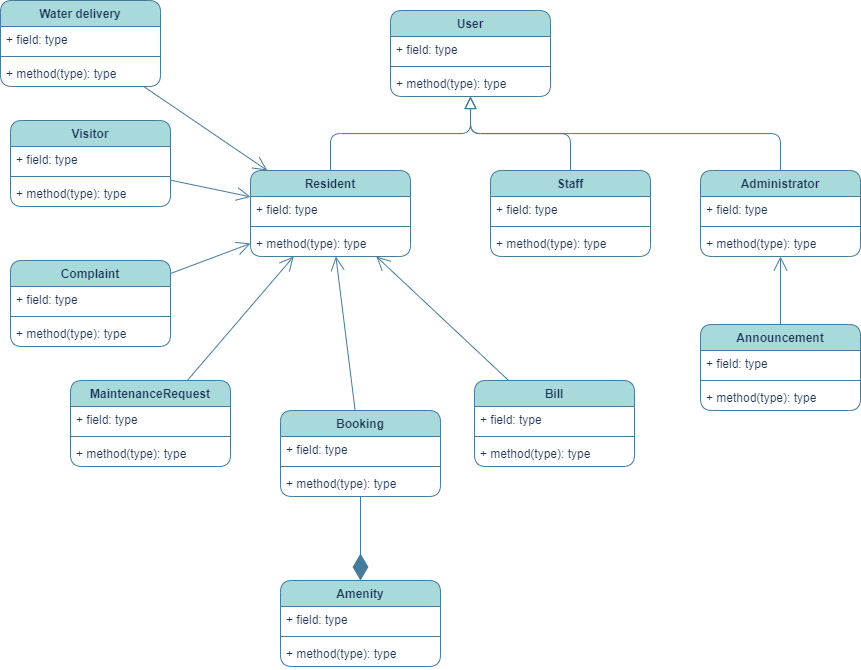 Water delivery
+ field: type
+ method(type): type
User
+ field: type
+ method(type): type
Visitor
+ field: type
+ method(type): type
Resident
+ field: type
+ method(type): type
Staff
+ field: type
+ method(type): type
Administrator
+ field: type
+ method(type): type
Complaint
+ field: type
+ method(type): type
Announcement
+ field: type
+ method(type): type
MaintenanceRequest
+ field: type
+ method(type): type
Booking
+ field: type
+ method(type): type
Bill
+ field: type
+ method(type): type
Amenity
+ field: type
+ method(type): type